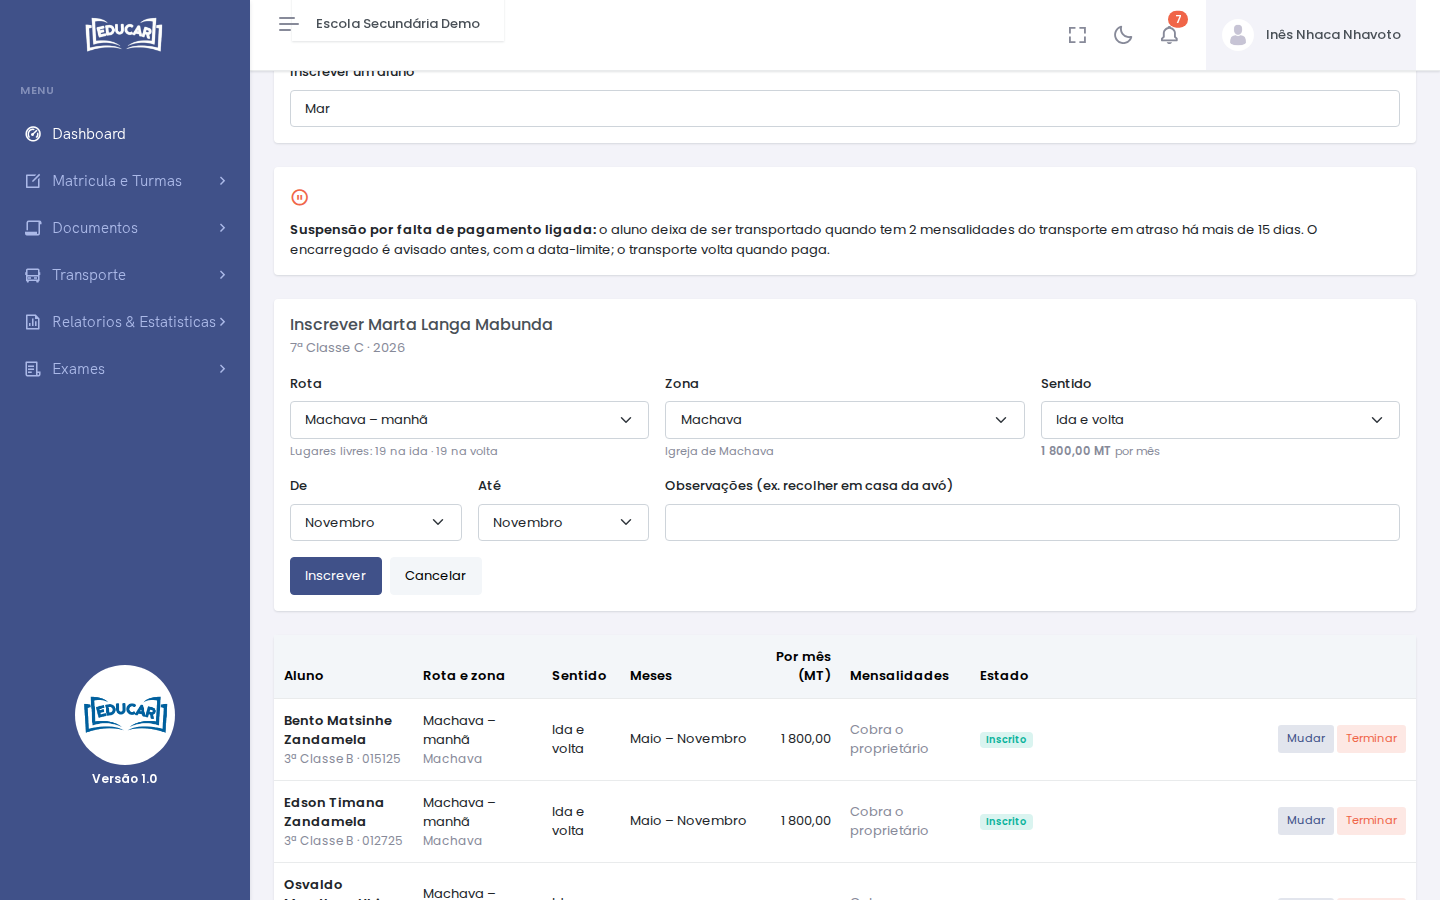 EDUCAR
Escola Secundária Demo
7
Inês Nhaca Nhavoto
MENU
Dashboard
Matricula e Turmas
Documentos
Transporte
Relatorios & Estatisticas
Exames
EDUCAR
Versão 1.0
Inscrever um aluno
Mar
Suspensão por falta de pagamento ligada: o aluno deixa de ser transportado quando tem 2 mensalidades do transporte em atraso há mais de 15 dias. O
encarregado é avisado antes, com a data-limite; o transporte volta quando paga.
Inscrever Marta Langa Mabunda
7ª Classe C · 2026
Rota Zona Sentido
Machava – manhã Machava Ida e volta
Lugares livres: 19 na ida · 19 na volta Igreja de Machava 1 800,00 MT por mês
De Até Observações (ex. recolher em casa da avó)
Novembro Novembro
Inscrever Cancelar
Por mês
Aluno Rota e zona Sentido Meses (MT) Mensalidades Estado
Bento Matsinhe Machava – Ida e Cobra o
Zandamela manhã volta Maio – Novembro 1 800,00 proprietário Inscrito Mudar Terminar
3ª Classe B · 015125 Machava
Edson Timana Machava – Ida e Cobra o
Zandamela manhã volta Maio – Novembro 1 800,00 proprietário Inscrito Mudar Terminar
3ª Classe B · 012725 Machava
Osvaldo Machava –